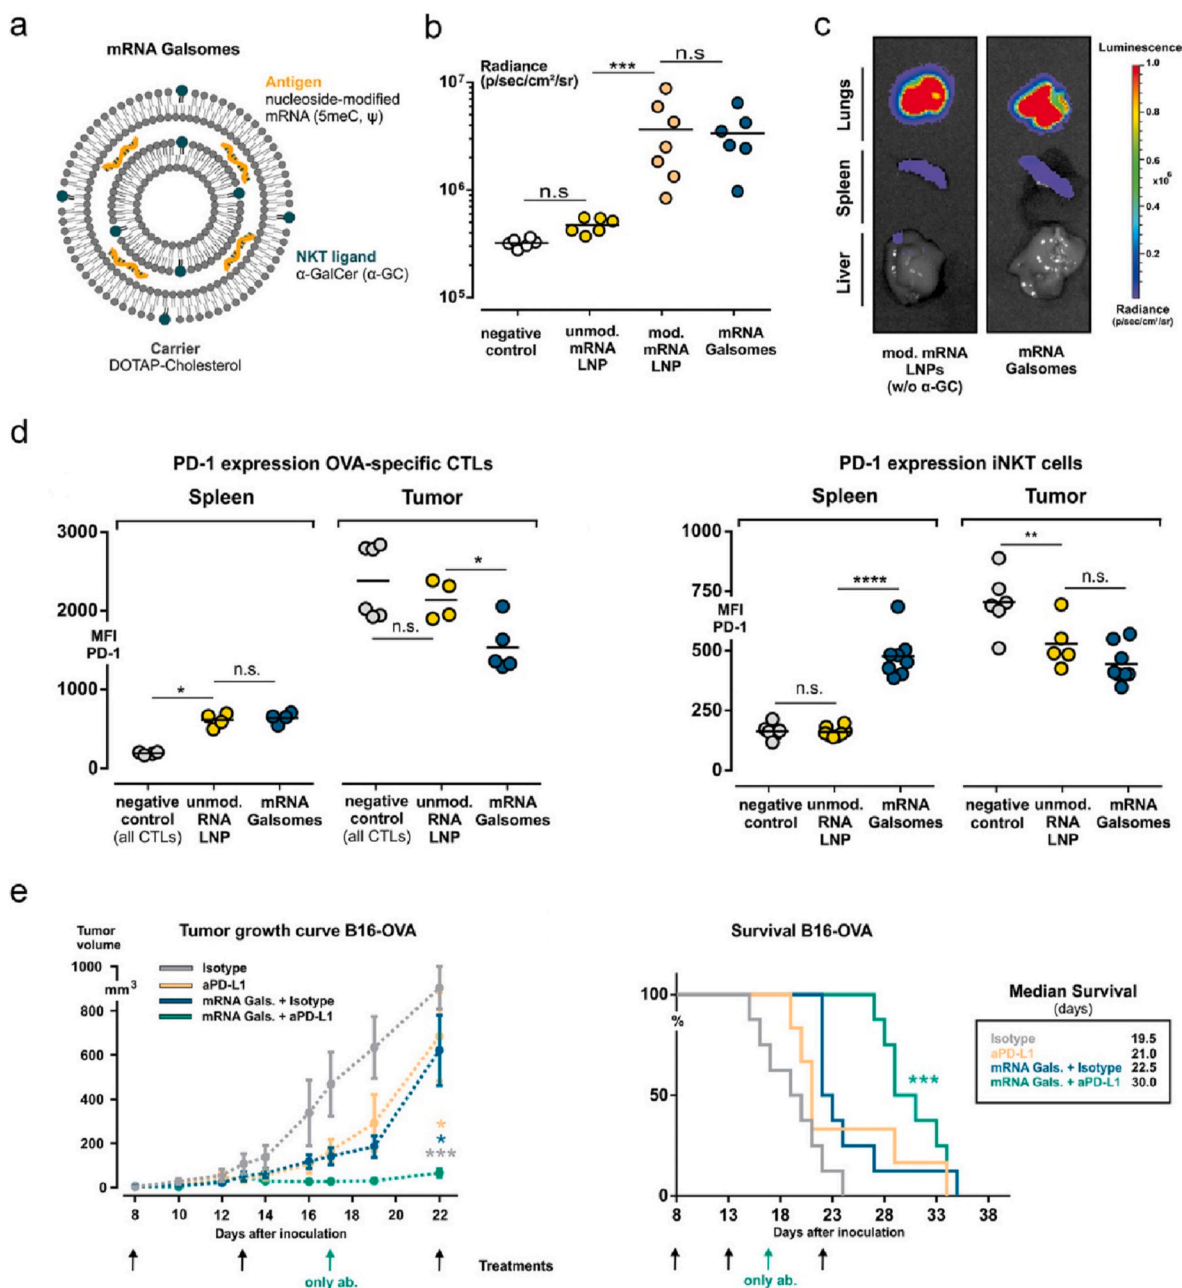 a
mRNA Galsomes
Antigen
nucleoside-modified
mRNA (5meC, ψ)
NKT ligand
α-GalCer (α-GC)
Carrier
DOTAP-Cholesterol
b
Radiance
(p/sec/cm²/sr)
n.s
***
n.s
10⁷
10⁶
10⁵
negative
control
unmod.
mRNA
LNP
mod.
mRNA
LNP
mRNA
Galsomes
c
Luminescence
Lungs
Spleen
Liver
1.0
0.8
0.6
x10⁶
0.4
0.2
Radiance
(p/sec/cm²/sr)
mod. mRNA
LNPs
(w/o α-GC)
mRNA
Galsomes
d
PD-1 expression OVA-specific CTLs
Spleen
Tumor
3000
2000
MFI
PD-1
1000
0
*
n.s.
n.s.
*
negative
control
(all CTLs)
unmod.
RNA
LNP
mRNA
Galsomes
negative
control
(all CTLs)
unmod.
RNA
LNP
mRNA
Galsomes
PD-1 expression iNKT cells
Spleen
Tumor
1000
750
MFI
PD-1
500
250
0
n.s.
****
**
n.s.
negative
control
unmod.
RNA
LNP
mRNA
Galsomes
negative
control
unmod.
RNA
LNP
mRNA
Galsomes
e
Tumor
volume
Tumor growth curve B16-OVA
1000
mm³
800
600
400
200
0
Isotype
aPD-L1
mRNA Gals. + Isotype
mRNA Gals. + aPD-L1
*
*
***
8 10 12 14 16 18 20 22
Days after inoculation
only ab.
Treatments
Survival B16-OVA
100
%
50
0
***
8 13 18 23 28 33 38
Days after inoculation
only ab.
Median Survival
(days)
Isotype 19.5
aPD-L1 21.0
mRNA Gals. + Isotype 22.5
mRNA Gals. + aPD-L1 30.0